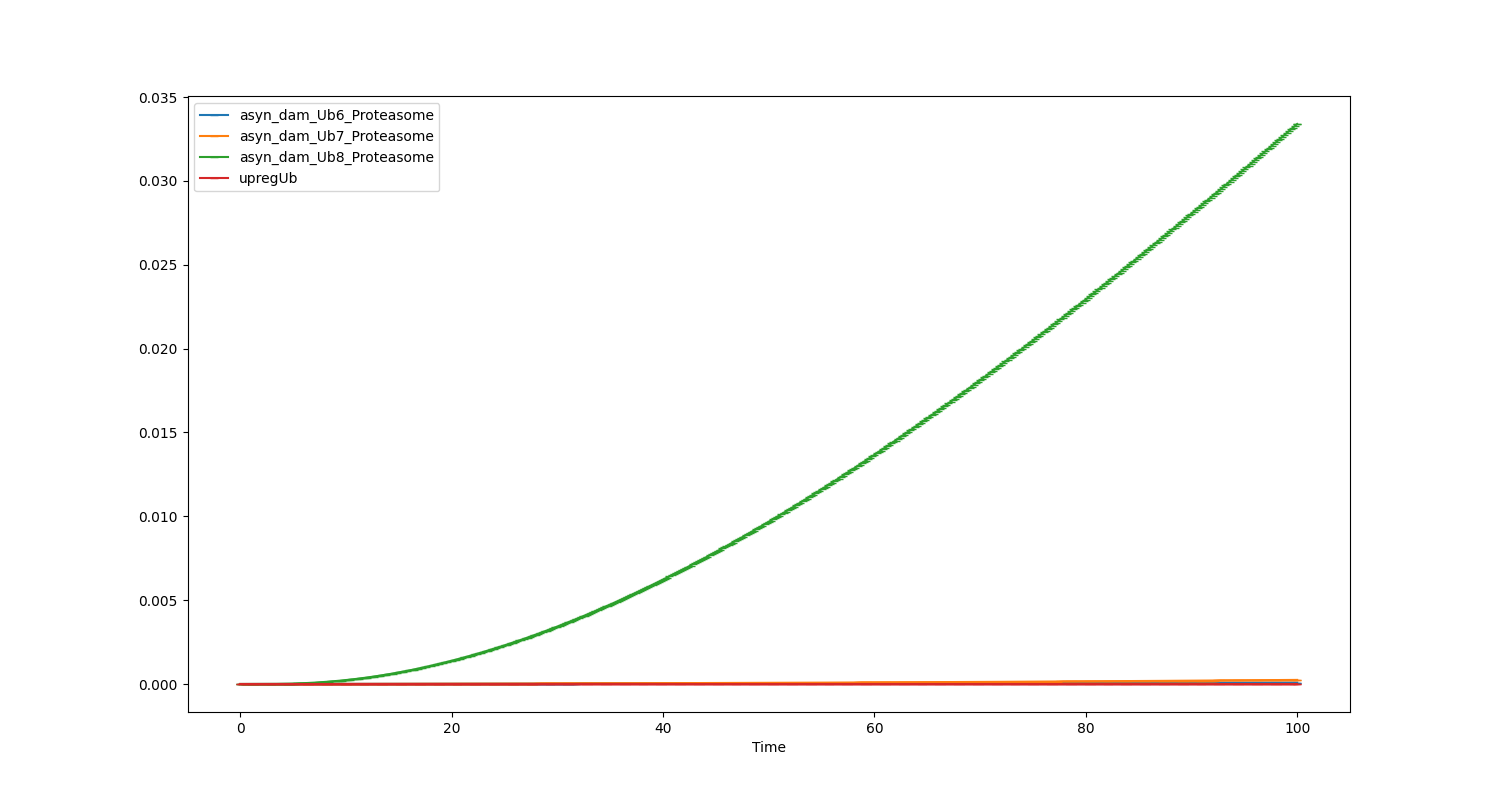 asyn_dam_Ub6_Proteasome
asyn_dam_Ub7_Proteasome
asyn_dam_Ub8_Proteasome
upregUb
0.035
0.030
0.025
0.020
0.015
0.010
0.005
0.000
0 20 40 60 80 100
Time